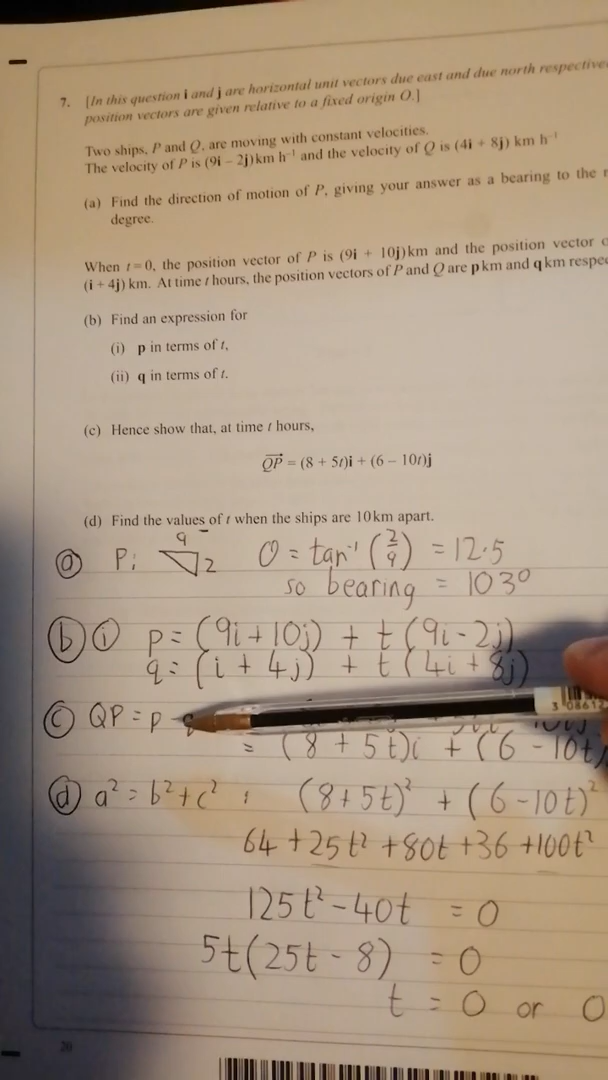 7. [In this question i and j are horizontal unit vectors due east and due north respective
position vectors are given relative to a fixed origin O.]
Two ships, P and Q, are moving with constant velocities.
The velocity of P is (9i – 2j) km h⁻¹ and the velocity of Q is (4i + 8j) km h⁻¹
(a) Find the direction of motion of P, giving your answer as a bearing to the
degree.
When t = 0, the position vector of P is (9i + 10j) km and the position vector
(i + 4j) km. At time t hours, the position vectors of P and Q are p km and q km
(b) Find an expression for
(i) p in terms of t,
(ii) q in terms of t.
(c) Hence show that, at time t hours,
QP = (8 + 5t)i + (6 – 10t)j
(d) Find the values of t when the ships are 10 km apart.
(a) P: 9 2 θ = tan⁻¹ (2/9) = 12.5
so bearing = 103°
(b) (i) p = (9i + 10j) + t (9i - 2j)
q = (i + 4j) + t (4i + 8j)
(c) QP = p -
= (8 + 5t)i + (6 - 10t)
(d) a² = b² + c² : (8 + 5t)² + (6 - 10t)²
64 + 25t² + 80t + 36 + 100t²
125t² - 40t = 0
5t(25t - 8) = 0
t = 0 or 0
20